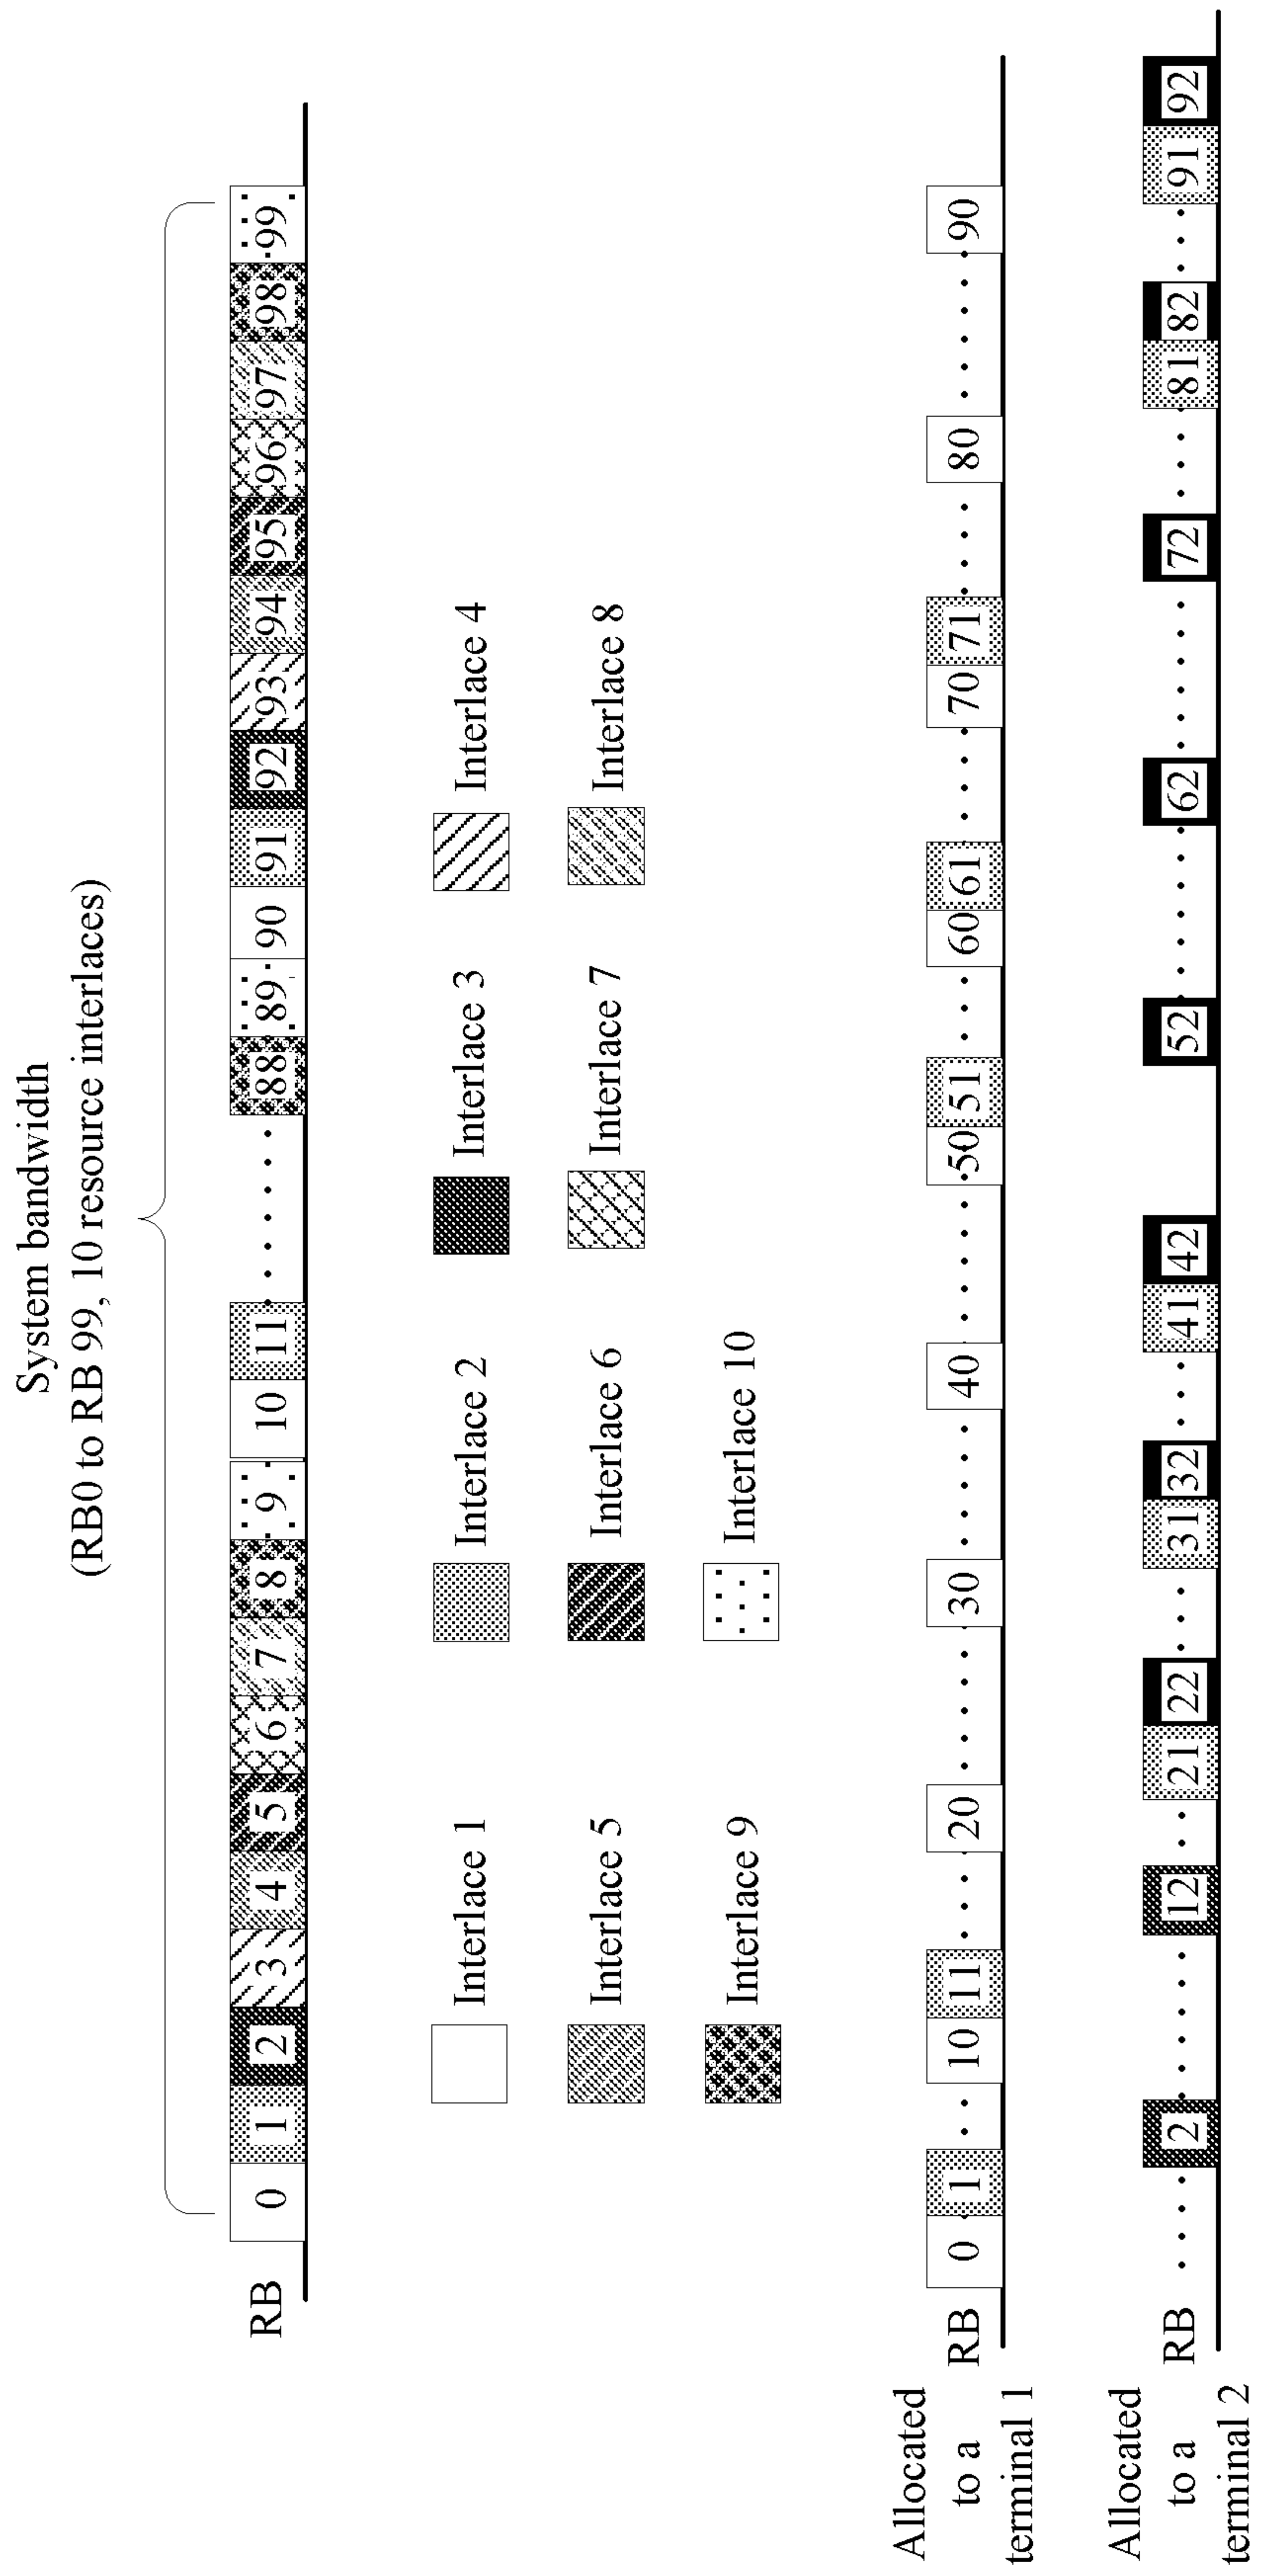 System bandwidth
(RB0 to RB 99, 10 resource interlaces)
RB 0 1 2 3 4 5 6 7 8 9 10 11 88 89 90 91 92 93 94 95 96 97 98 99
Interlace 1 Interlace 2 Interlace 3 Interlace 4
Interlace 5 Interlace 6 Interlace 7 Interlace 8
Interlace 9 Interlace 10
Allocated
to a
terminal 1
RB 0 1 10 11 20 30 40 50 51 60 61 70 71 80 90
Allocated
to a
terminal 2
RB 2 12 21 22 31 32 41 42 52 62 72 81 82 91 92